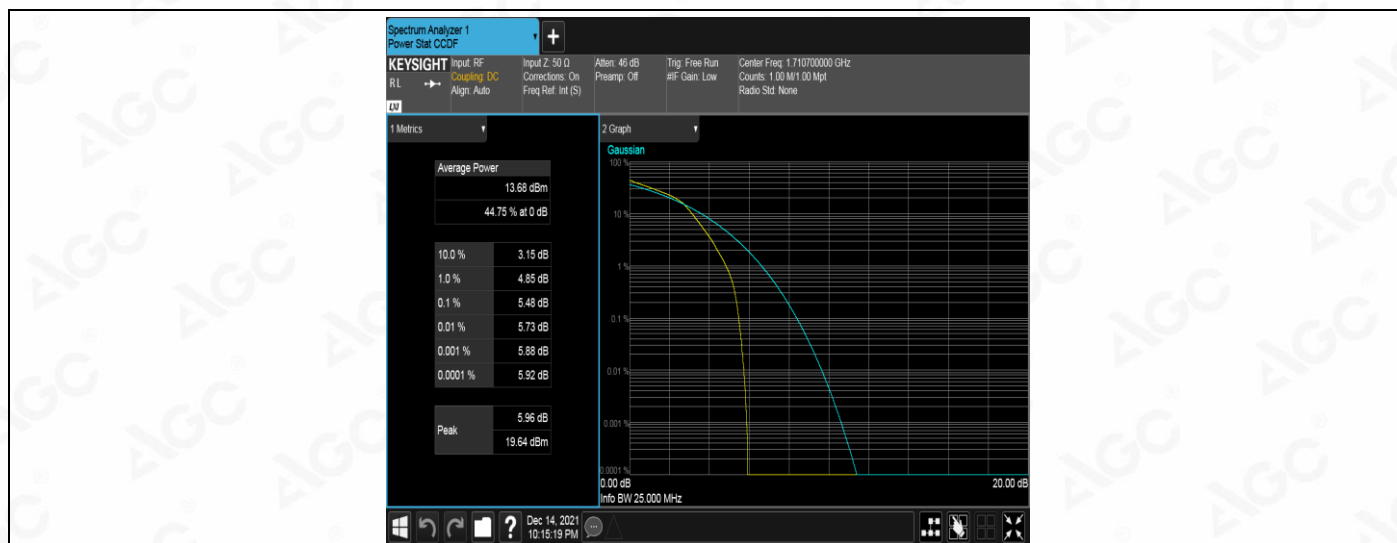 Spectrum Analyzer 1
Power Stat CCDF
KEYSIGHT
RL
LXI
Input: RF
Coupling: DC
Align: Auto
Input Z: 50 Ω
Corrections: On
Freq Ref: Int (S)
Atten: 46 dB
Preamp: Off
Trig: Free Run
#IF Gain: Low
Center Freq: 1.710700000 GHz
Counts: 1.00 M/1.00 Mpt
Radio Std: None
1 Metrics
Average Power
13.68 dBm
44.75 % at 0 dB
10.0 % 3.15 dB
1.0 % 4.85 dB
0.1 % 5.48 dB
0.01 % 5.73 dB
0.001 % 5.88 dB
0.0001 % 5.92 dB
Peak
5.96 dB
19.64 dBm
2 Graph
Gaussian
100 %
10 %
1 %
0.1 %
0.01 %
0.001 %
0.0001 %
0.00 dB 20.00 dB
Info BW 25.000 MHz
Dec 14, 2021
10:15:19 PM
AGC